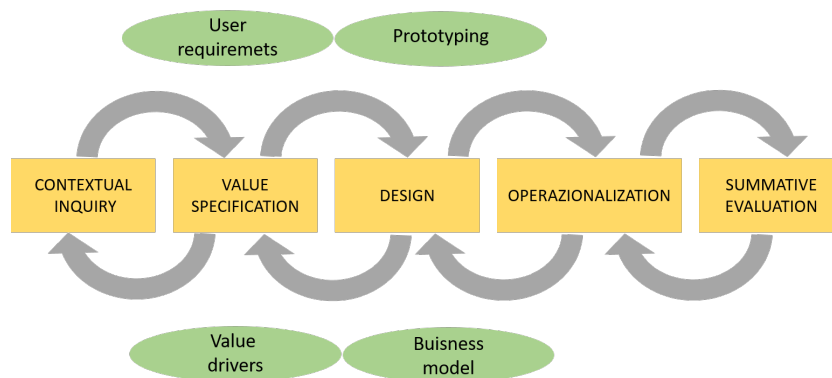 User
requiremets
Prototyping
CONTEXTUAL
INQUIRY
VALUE
SPECIFICATION
DESIGN
OPERAZIONALIZATION
SUMMATIVE
EVALUATION
Value
drivers
Buisness
model